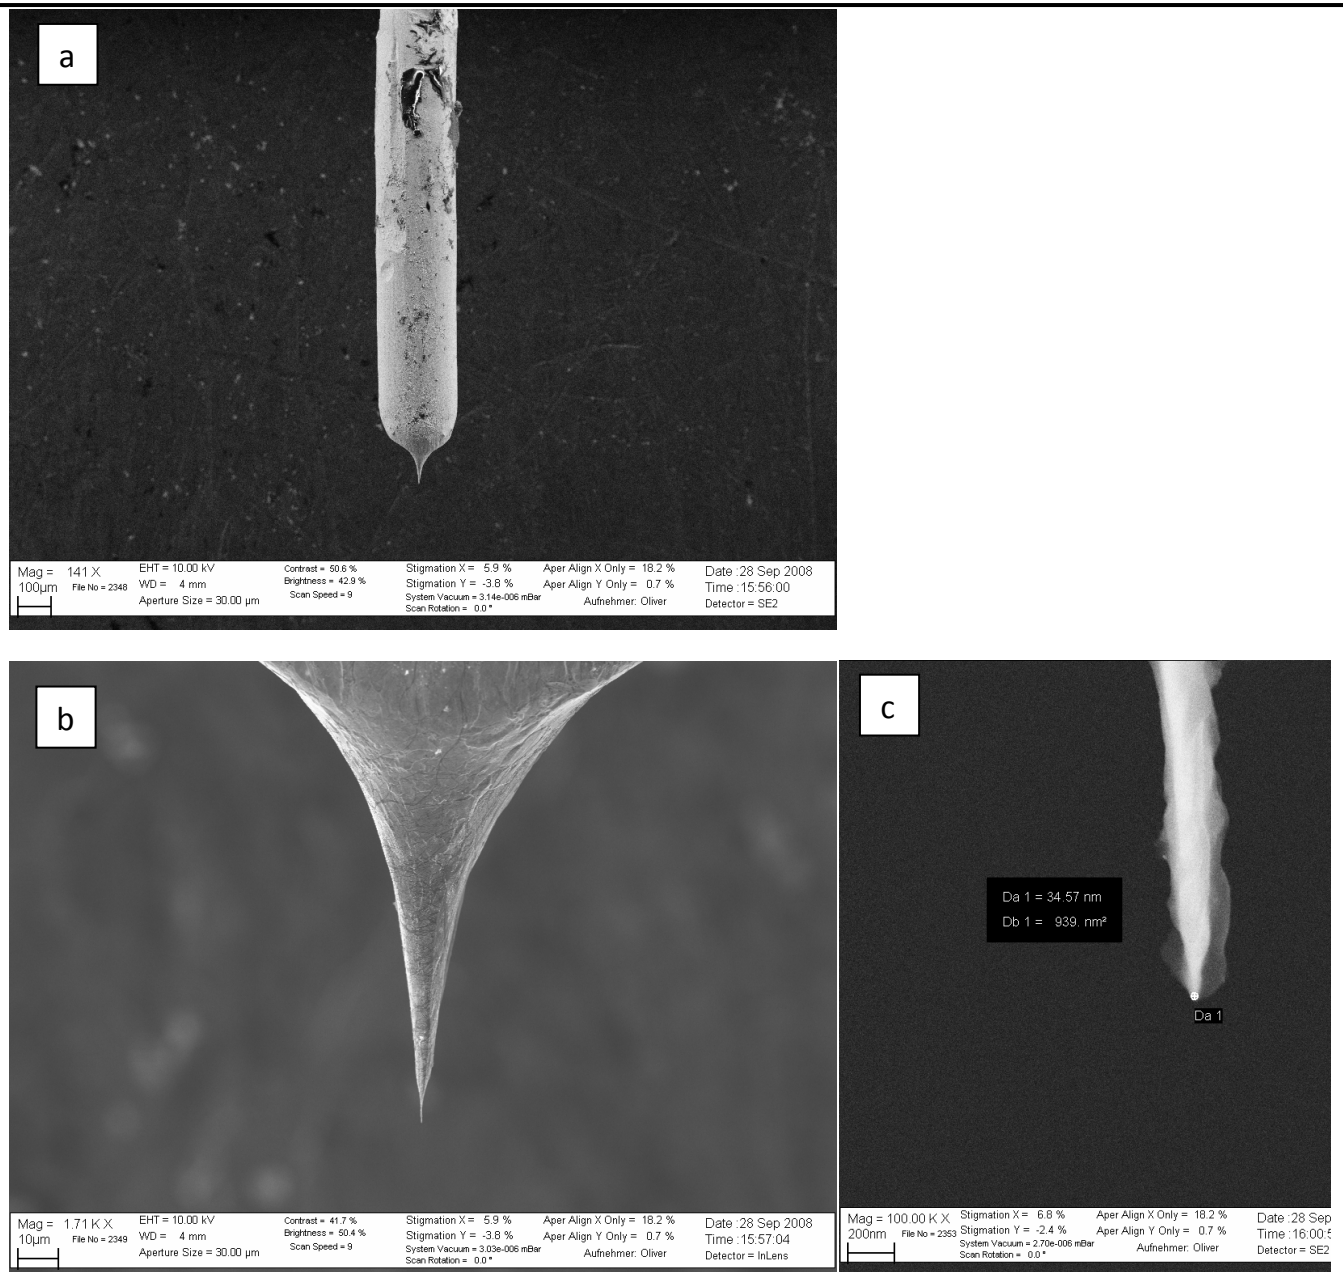 a
Mag = 141 X EHT = 10.00 kV Contrast = 50.6 % Stigmation X = 5.9 % Aper Align X Only = 18.2 % Date :28 Sep 2008
100µm File No = 2348 WD = 4 mm Brightness = 42.9 % Stigmation Y = -3.8 % Aper Align Y Only = 0.7 % Time :15:56:00
Aperture Size = 30.00 µm Scan Speed = 9 System Vacuum = 3.14e-006 mBar Aufnehmer: Oliver Detector = SE2
Scan Rotation = 0.0 °
b
c
Da 1 = 34.57 nm
Db 1 = 939. nm²
Da 1
Mag = 1.71 K X EHT = 10.00 kV Contrast = 41.7 % Stigmation X = 5.9 % Aper Align X Only = 18.2 % Date :28 Sep 2008
10µm File No = 2349 WD = 4 mm Brightness = 50.4 % Stigmation Y = -3.8 % Aper Align Y Only = 0.7 % Time :15:57:04
Aperture Size = 30.00 µm Scan Speed = 9 System Vacuum = 3.03e-006 mBar Aufnehmer: Oliver Detector = InLens
Scan Rotation = 0.0 °
Mag = 100.00 K X Stigmation X = 6.8 % Aper Align X Only = 18.2 % Date :28 Sep
200nm File No = 2353 Stigmation Y = -2.4 % Aper Align Y Only = 0.7 % Time :16:00:
System Vacuum = 2.70e-006 mBar Aufnehmer: Oliver Detector = SE2
Scan Rotation = 0.0 °